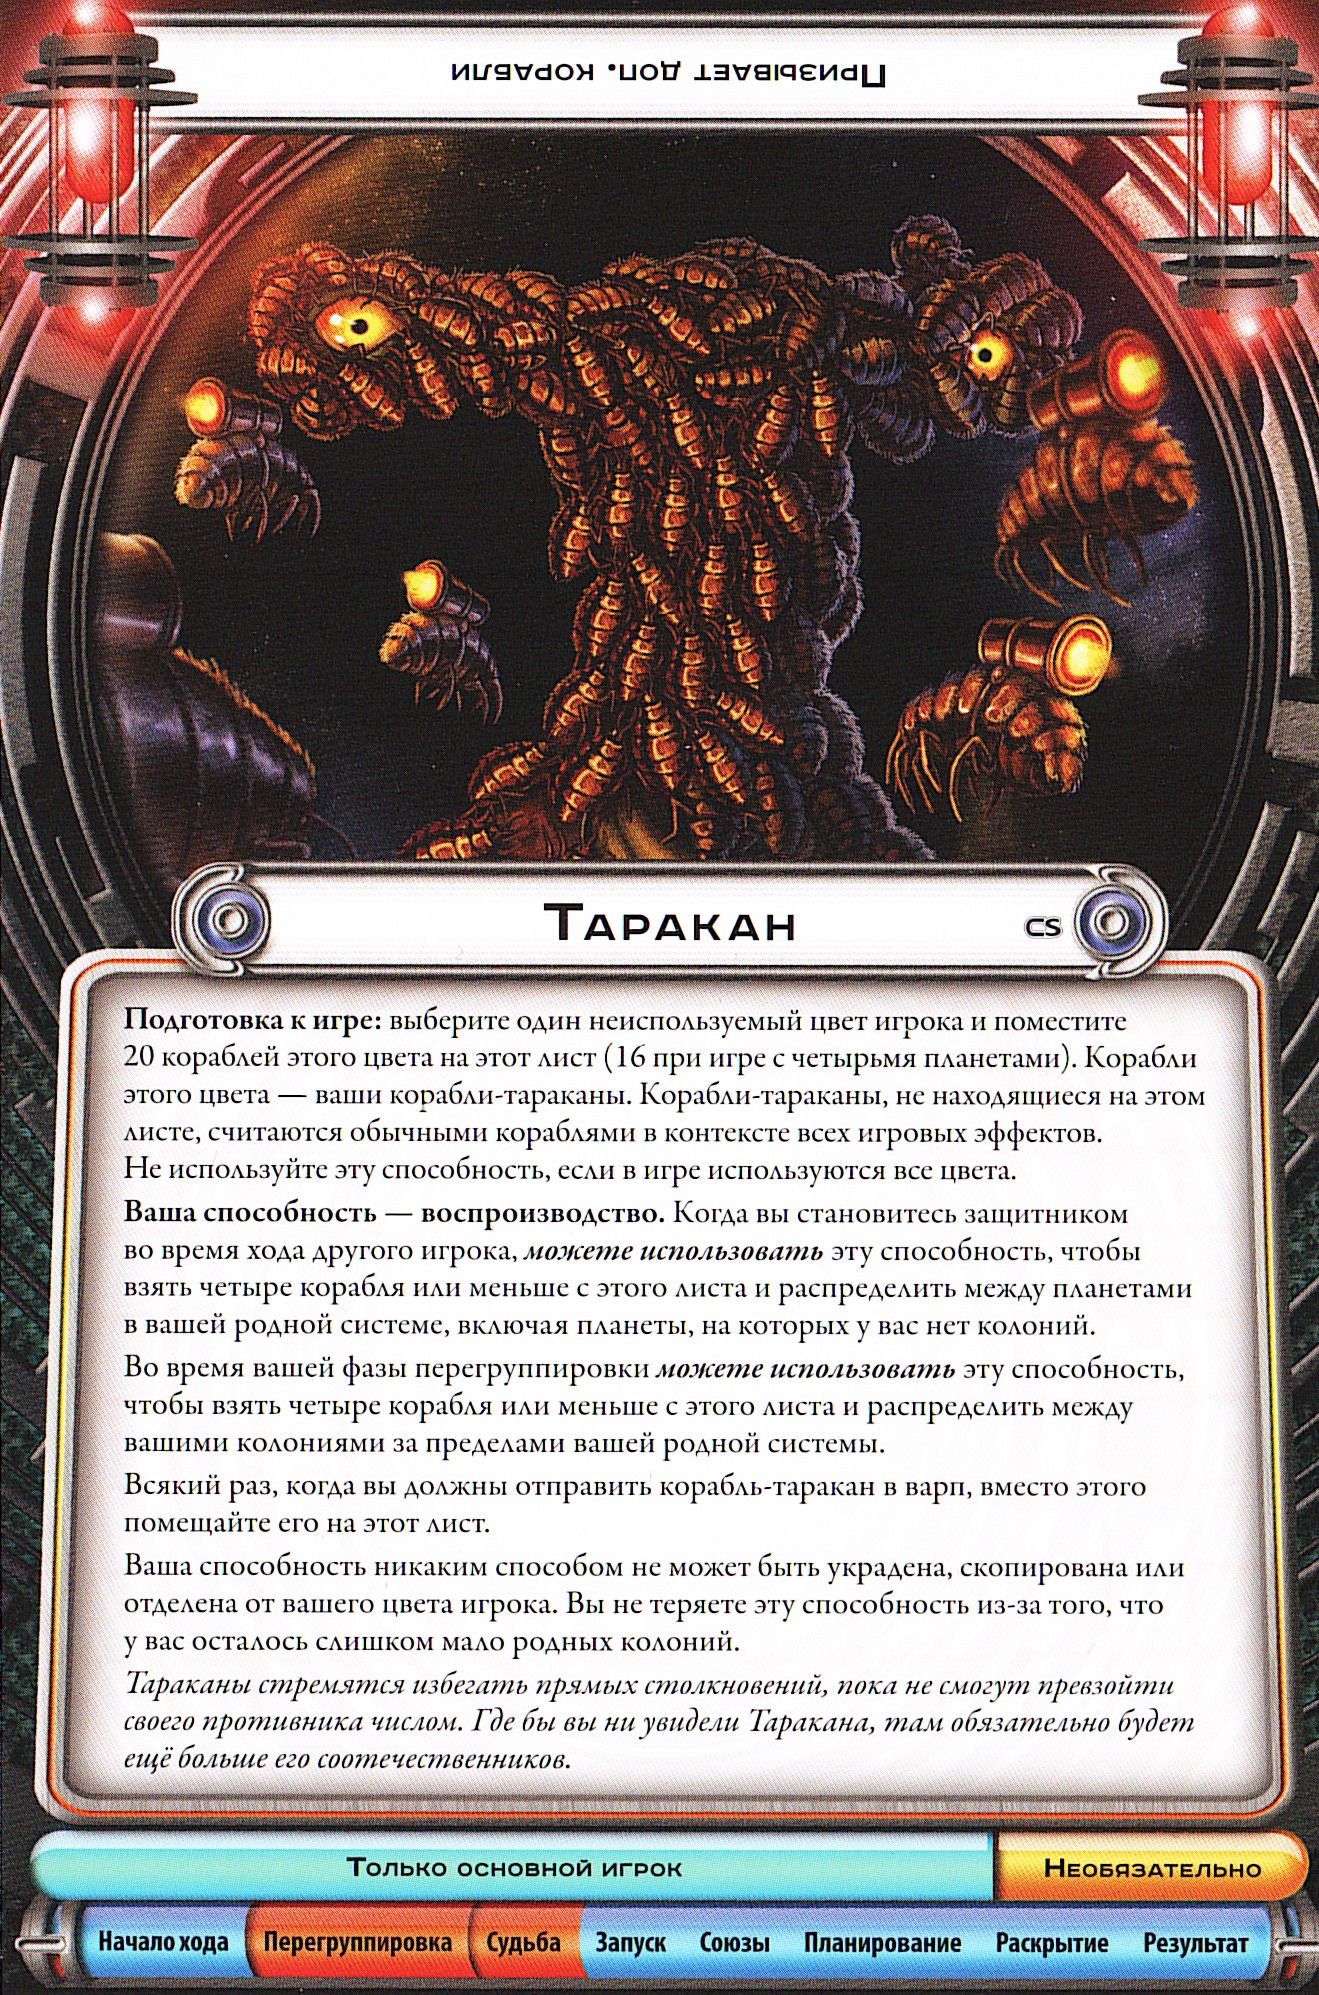 Призывает доп. корабли
Таракан
CS
Подготовка к игре: выберите один неиспользуемый цвет игрока и поместите
20 кораблей этого цвета на этот лист (16 при игре с четырьмя планетами). Корабли
этого цвета — ваши корабли-тараканы. Корабли-тараканы, не находящиеся на этом
листе, считаются обычными кораблями в контексте всех игровых эффектов.
Не используйте эту способность, если в игре используются все цвета.
Ваша способность — воспроизводство. Когда вы становитесь защитником
во время хода другого игрока, можете использовать эту способность, чтобы
взять четыре корабля или меньше с этого листа и распределить между планетами
в вашей родной системе, включая планеты, на которых у вас нет колоний.
Во время вашей фазы перегруппировки можете использовать эту способность,
чтобы взять четыре корабля или меньше с этого листа и распределить между
вашими колониями за пределами вашей родной системы.
Всякий раз, когда вы должны отправить корабль-таракан в варп, вместо этого
помещайте его на этот лист.
Ваша способность никаким способом не может быть украдена, скопирована или
отделена от вашего цвета игрока. Вы не теряете эту способность из-за того, что
у вас осталось слишком мало родных колоний.
Тараканы стремятся избегать прямых столкновений, пока не смогут превзойти
своего противника числом. Где бы вы ни увидели Таракана, там обязательно будет
ещё больше его соотечественников.
Только основной игрок
Необязательно
Начало хода Перегруппировка Судьба Запуск Союзы Планирование Раскрытие Результат